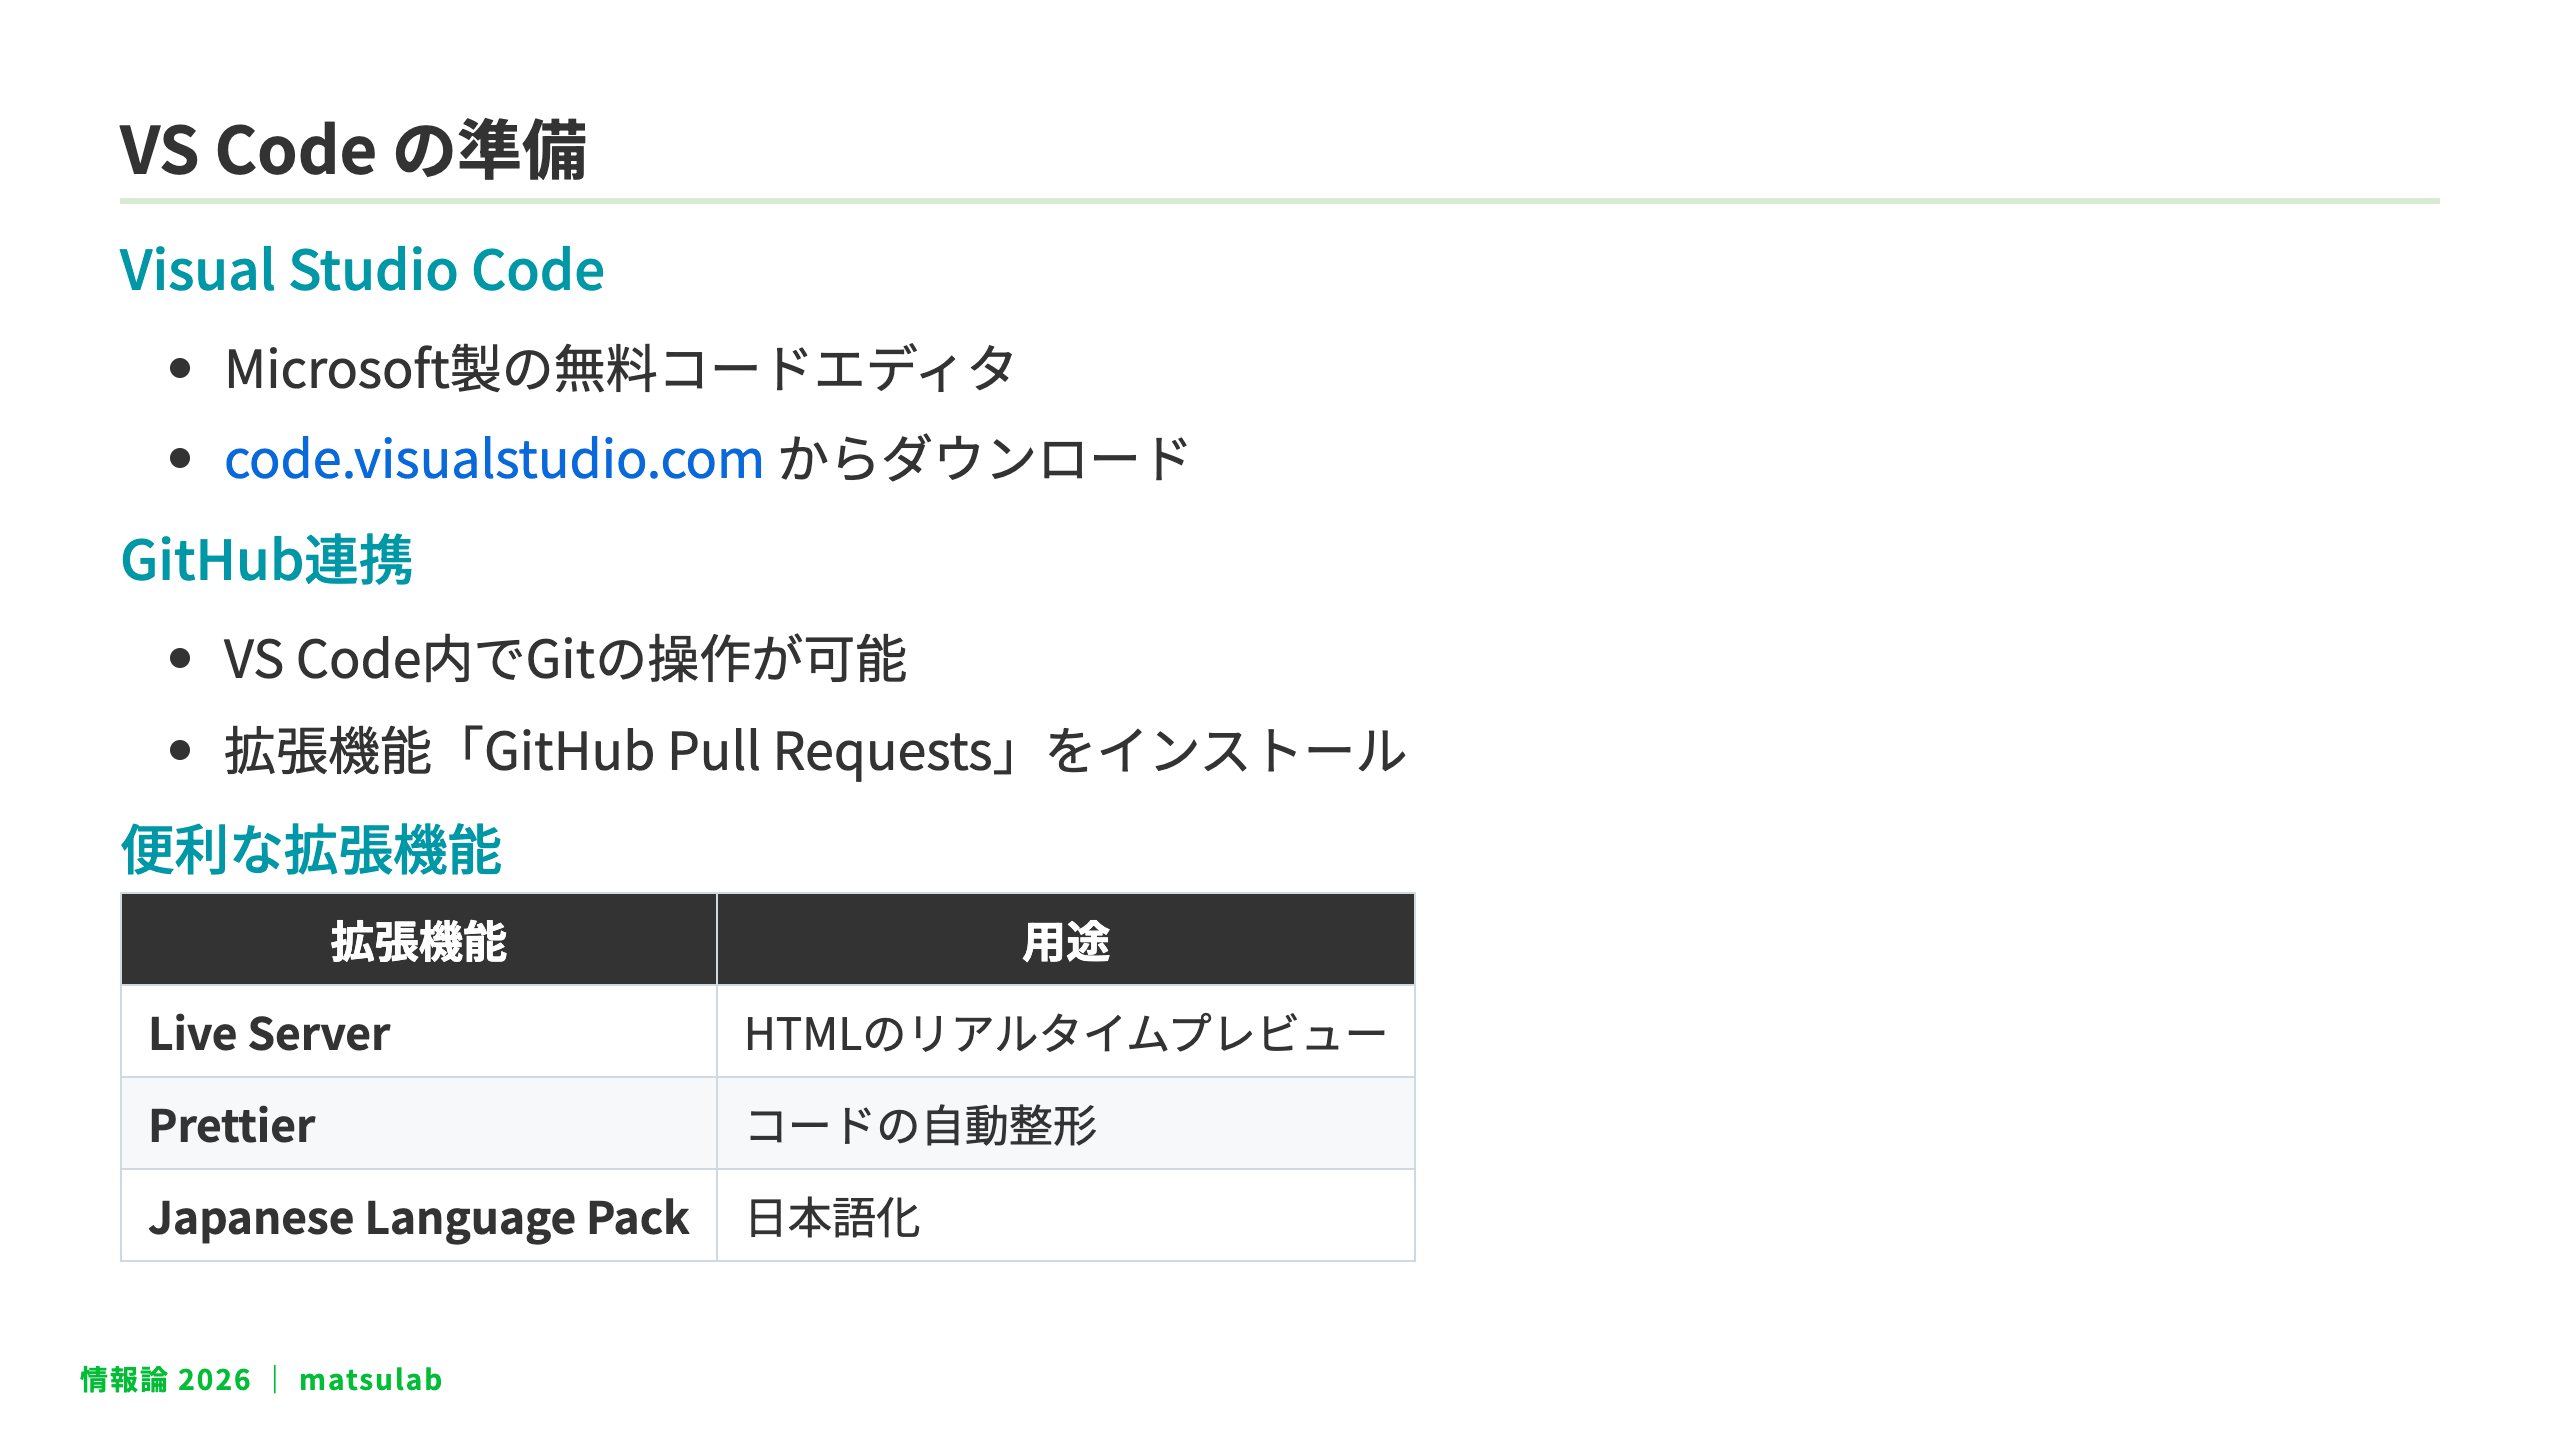 VS Code の準備
Visual Studio Code
Microsoft製の無料コードエディタ
code.visualstudio.com からダウンロード
GitHub連携
VS Code内でGitの操作が可能
拡張機能「GitHub Pull Requests」をインストール
便利な拡張機能
拡張機能 用途
Live Server HTMLのリアルタイムプレビュー
Prettier コードの自動整形
Japanese Language Pack 日本語化
情報論 2026 | matsulab